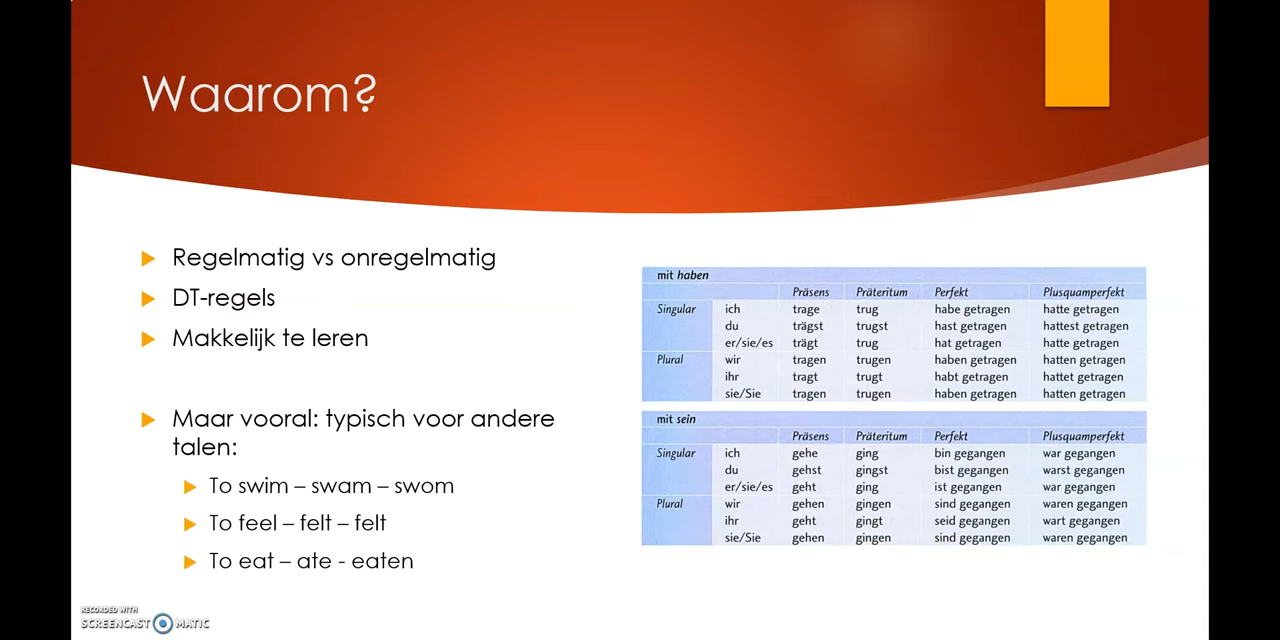 Waarom?
Regelmatig vs onregelmatig
DT-regels
Makkelijk te leren
Maar vooral: typisch voor andere
talen:
To swim – swam – swom
To feel – felt – felt
To eat – ate - eaten
mit haben
Präsens Präteritum Perfekt Plusquamperfekt
Singular ich trage trug habe getragen hatte getragen
du trägst trugst hast getragen hattest getragen
er/sie/es trägt trug hat getragen hatte getragen
Plural wir tragen trugen haben getragen hatten getragen
ihr tragt trugt habt getragen hattet getragen
sie/Sie tragen trugen haben getragen hatten getragen
mit sein
Präsens Präteritum Perfekt Plusquamperfekt
Singular ich gehe ging bin gegangen war gegangen
du gehst gingst bist gegangen warst gegangen
er/sie/es geht ging ist gegangen war gegangen
Plural wir gehen gingen sind gegangen waren gegangen
ihr geht gingt seid gegangen wart gegangen
sie/Sie gehen gingen sind gegangen waren gegangen
RECORDED WITH
SCREENCAST MATIC